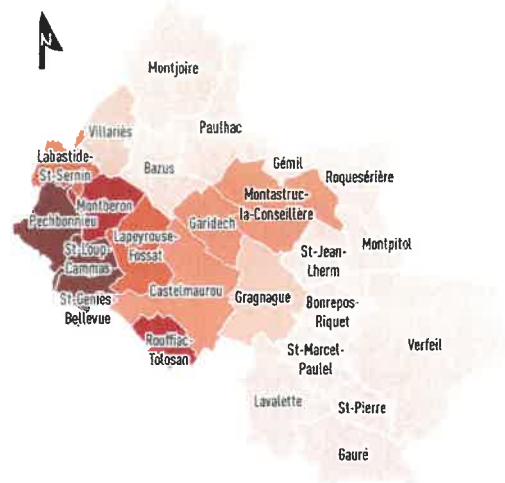 N
Montjoire
Villariès
Paulhac
Labastide-
St-Sernin
Bazus
Gémil
Roquesérière
Montastruc-
la-Conseillère
Montberon
Pechbonnieu
Garidech
Lapeyrouse-
Fossat
St-Loup-
Cammas
St-Jean-
Lherm
Montpitol
Castelmaurou
Gragnague
St-Geniès-
Bellevue
Bonrepos-
Riquet
Rouffiac-
Tolosan
St-Marcel-
Paulel
Verfeil
Lavalette
St-Pierre
Gauré